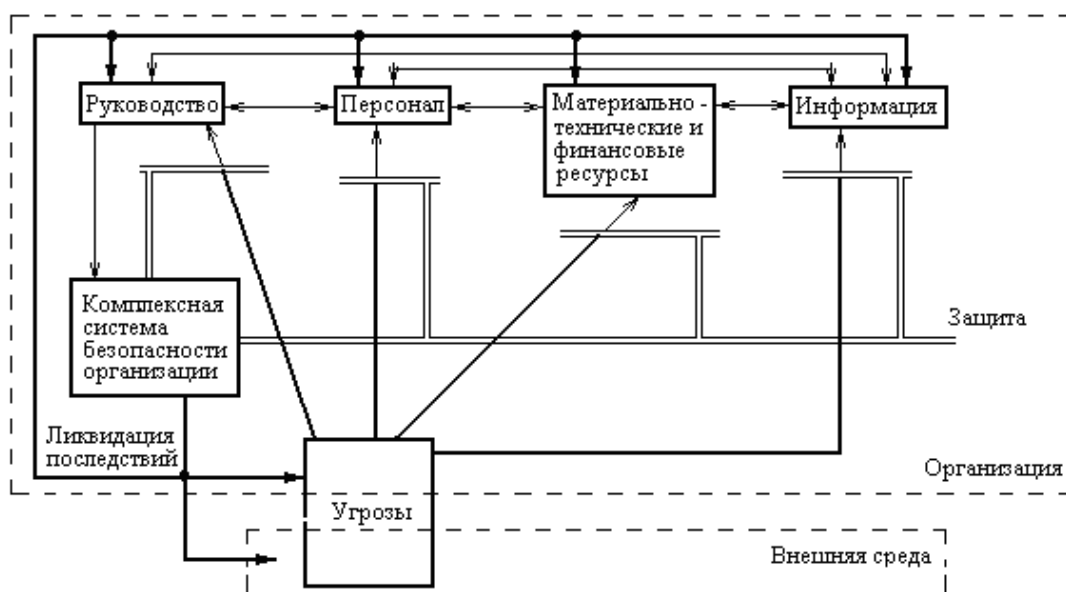 Руководство
Персонал
Материально -
технические и
финансовые
ресурсы
Информация
Комплексная
система
безопасности
организации
Защита
Ликвидация
последствий
Организация
Угрозы
Внешняя среда